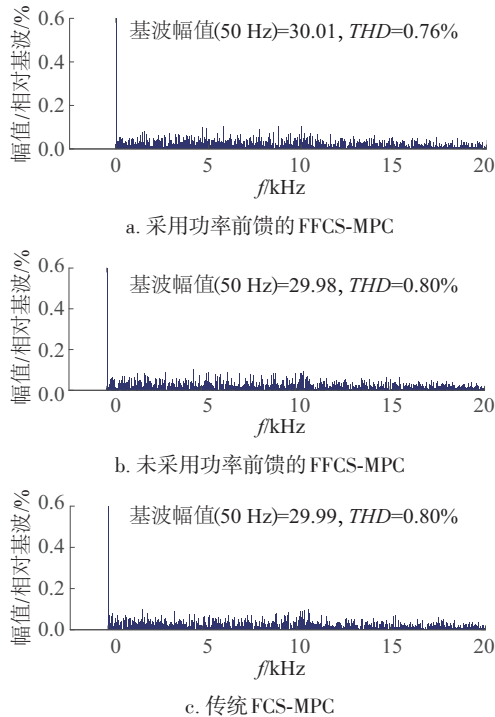 幅值/相对基波/%
0.6
0.4
0.2
0.0
基波幅值(50 Hz)=30.01, THD=0.76%
0 5 10 15 20
f/kHz
a. 采用功率前馈的FFCS-MPC
幅值/相对基波/%
0.6
0.4
0.2
0.0
基波幅值(50 Hz)=29.98, THD=0.80%
0 5 10 15 20
f/kHz
b. 未采用功率前馈的FFCS-MPC
幅值/相对基波/%
0.6
0.4
0.2
0.0
基波幅值(50 Hz)=29.99, THD=0.80%
0 5 10 15 20
f/kHz
c. 传统FCS-MPC